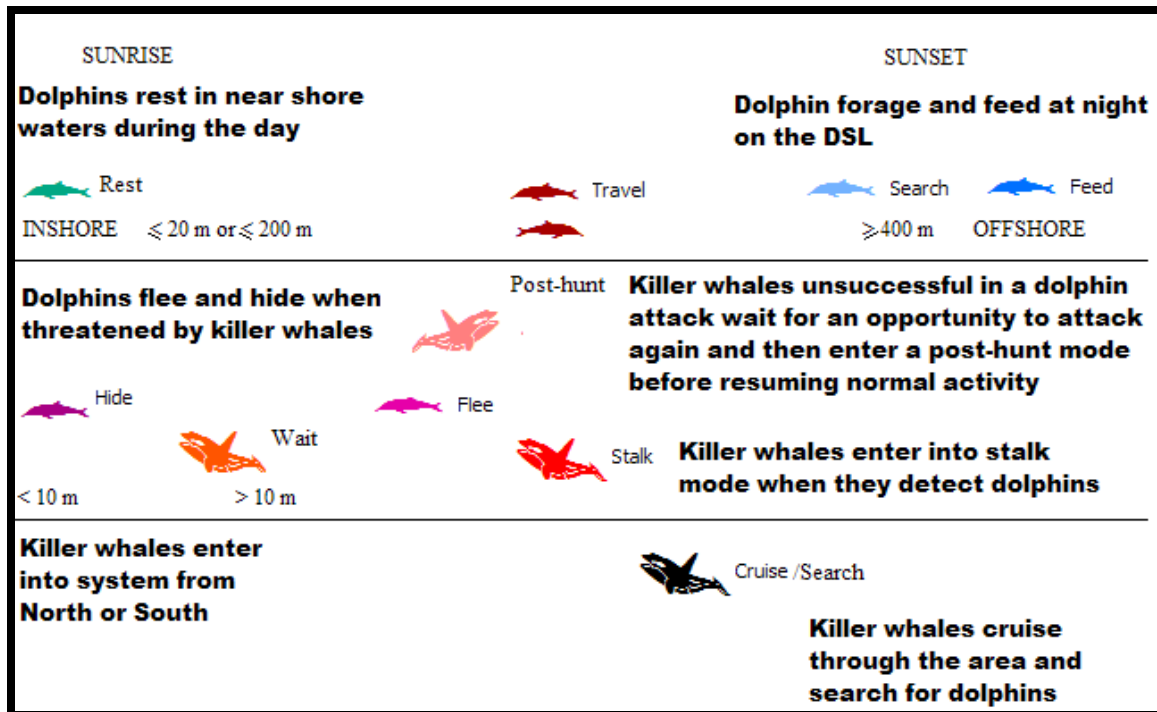 SUNRISE
SUNSET
Dolphins rest in near shore
waters during the day
Dolphin forage and feed at night
on the DSL
Rest
Travel
Search
Feed
INSHORE ⩽ 20 m or ⩽ 200 m
⩾400 m OFFSHORE
Dolphins flee and hide when
threatened by killer whales
Post-hunt
Killer whales unsuccessful in a dolphin
attack wait for an opportunity to attack
again and then enter a post-hunt mode
before resuming normal activity
Hide
Flee
Wait
Stalk
Killer whales enter into stalk
mode when they detect dolphins
< 10 m
> 10 m
Killer whales enter
into system from
North or South
Cruise /Search
Killer whales cruise
through the area and
search for dolphins